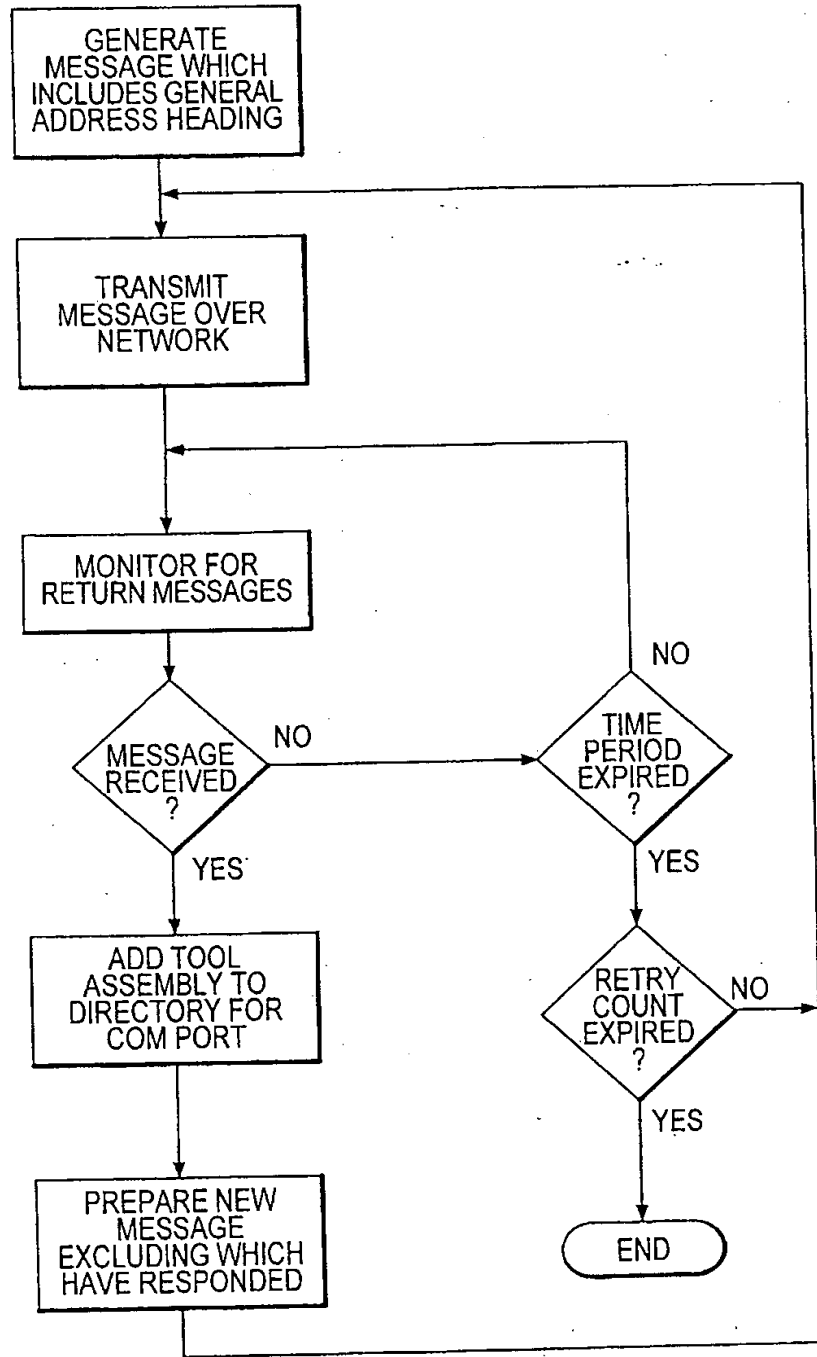 GENERATE
MESSAGE WHICH
INCLUDES GENERAL
ADDRESS HEADING
TRANSMIT
MESSAGE OVER
NETWORK
MONITOR FOR
RETURN MESSAGES
MESSAGE
RECEIVED
?
NO
YES
TIME
PERIOD
EXPIRED
?
NO
YES
ADD TOOL
ASSEMBLY TO
DIRECTORY FOR
COM PORT
RETRY
COUNT
EXPIRED
?
NO
YES
PREPARE NEW
MESSAGE
EXCLUDING WHICH
HAVE RESPONDED
END